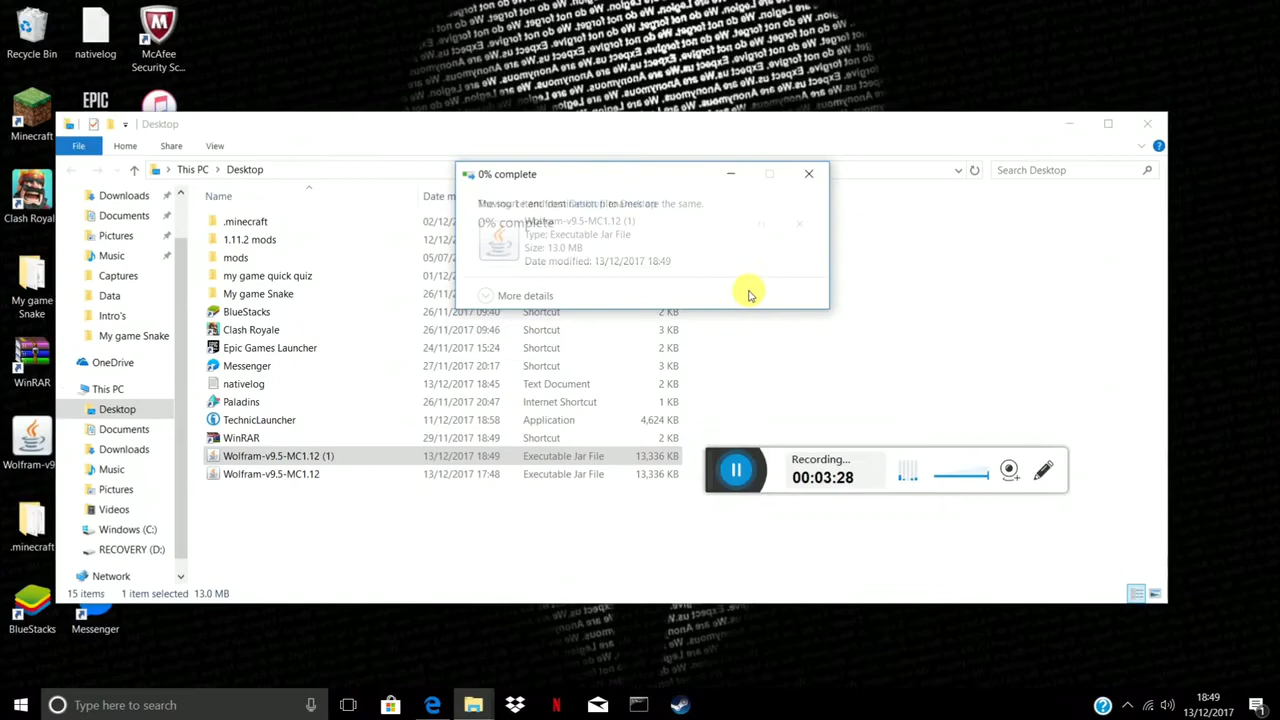 Recycle Bin
nativelog
McAfee
Security Sc...
Minecraft
EPIC
Clash Royale
My game
Snake
WinRAR
Wolfram-v9...
.minecraft
BlueStacks
Messenger
Desktop
File
Home
Share
View
This PC
Desktop
Search Desktop
Downloads
Documents
Pictures
Music
Captures
Data
Intro's
My game Snake
OneDrive
This PC
Desktop
Documents
Downloads
Music
Pictures
Videos
Windows (C:)
RECOVERY (D:)
Network
Name
Date m
.minecraft 02/12/
1.11.2 mods 12/12/
mods 05/07/
my game quick quiz 01/12/
My game Snake 26/11/
BlueStacks 26/11/2017 09:40 Shortcut 2 KB
Clash Royale 26/11/2017 09:46 Shortcut 3 KB
Epic Games Launcher 24/11/2017 15:24 Shortcut 2 KB
Messenger 27/11/2017 20:17 Shortcut 3 KB
nativelog 13/12/2017 18:45 Text Document 2 KB
Paladins 26/11/2017 20:47 Internet Shortcut 1 KB
TechnicLauncher 11/12/2017 18:58 Application 4,624 KB
WinRAR 29/11/2017 18:49 Shortcut 2 KB
Wolfram-v9.5-MC1.12 (1) 13/12/2017 18:49 Executable Jar File 13,336 KB
Wolfram-v9.5-MC1.12 13/12/2017 17:48 Executable Jar File 13,336 KB
15 items 1 item selected 13.0 MB
0% complete
The source and destination file names are the same.
0% complete
Wolfram-v9.5-MC1.12 (1)
Type: Executable Jar File
Size: 13.0 MB
Date modified: 13/12/2017 18:49
More details
Recording...
00:03:28
Type here to search
18:49
13/12/2017
1